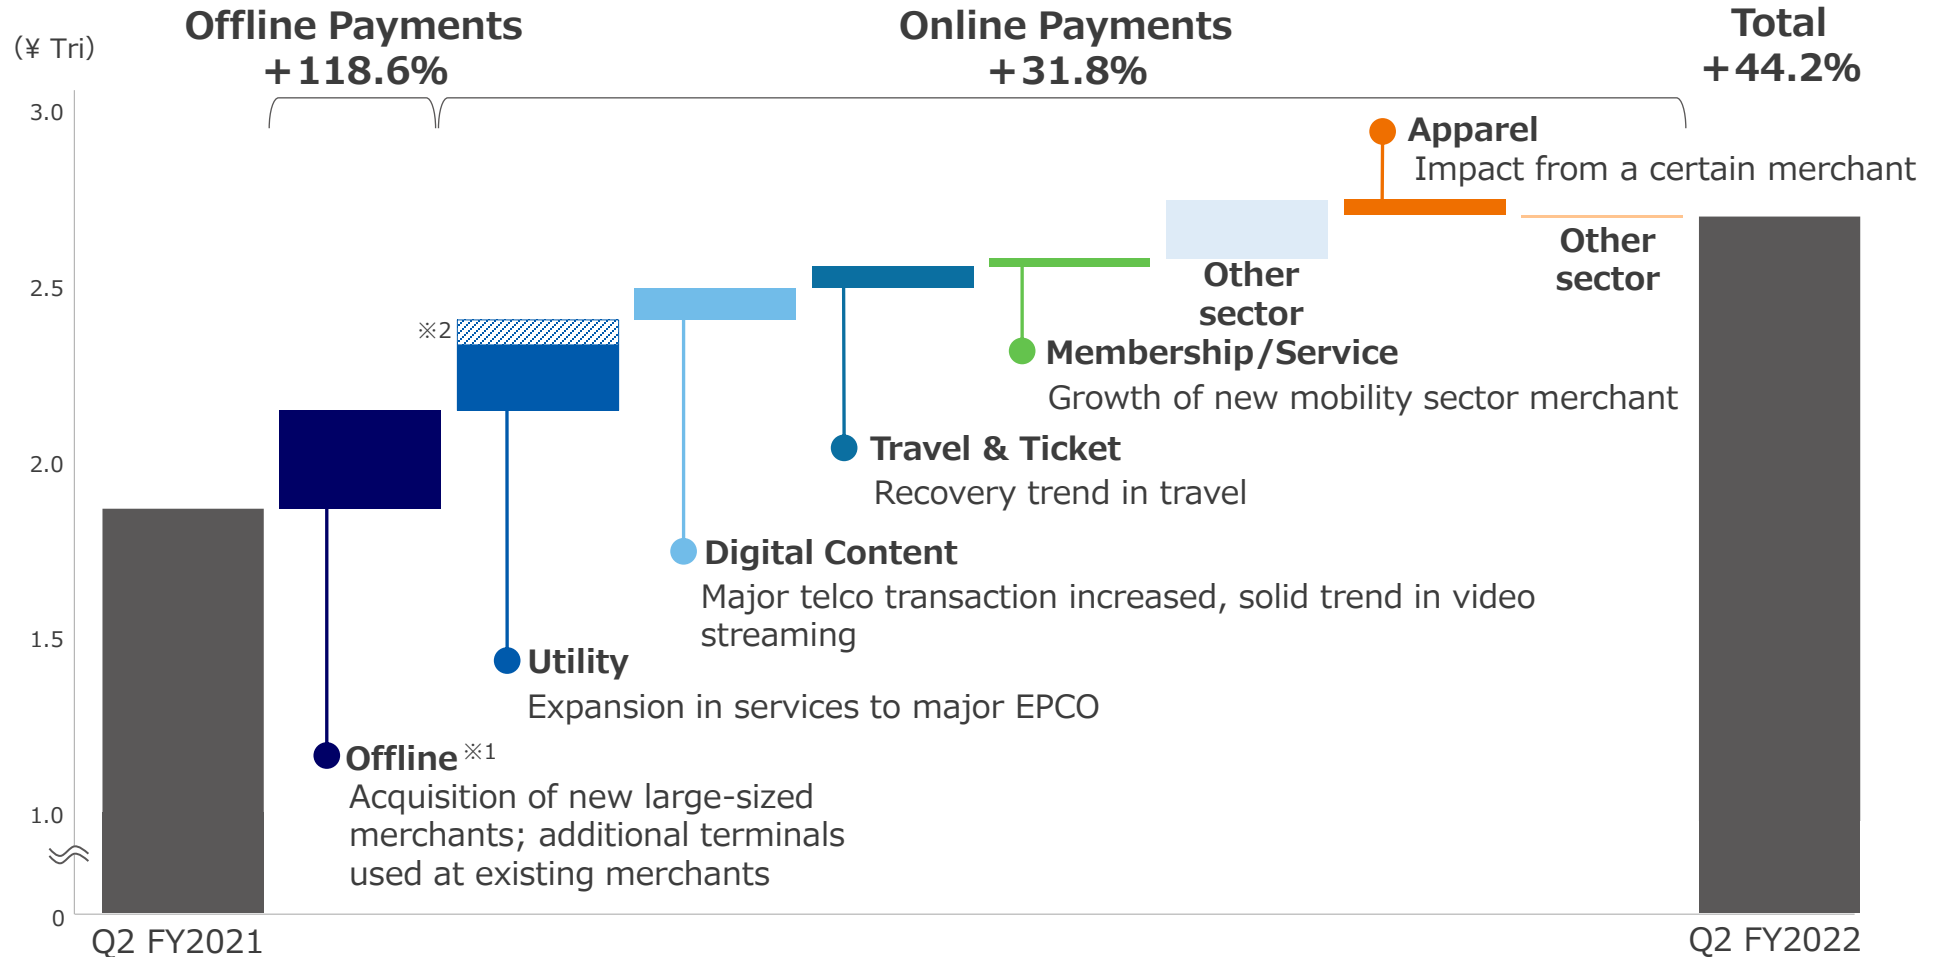 Offline Payments
+118.6%
Online Payments
+31.8%
Total
+44.2%
(¥ Tri)
3.0
2.5
2.0
1.5
1.0
0
Apparel
Impact from a certain merchant
Other
sector
Other
sector
※2
Membership/Service
Growth of new mobility sector merchant
Travel & Ticket
Recovery trend in travel
Digital Content
Major telco transaction increased, solid trend in video
streaming
Utility
Expansion in services to major EPCO
Offline ※1
Acquisition of new large-sized
merchants; additional terminals
used at existing merchants
Q2 FY2021
Q2 FY2022